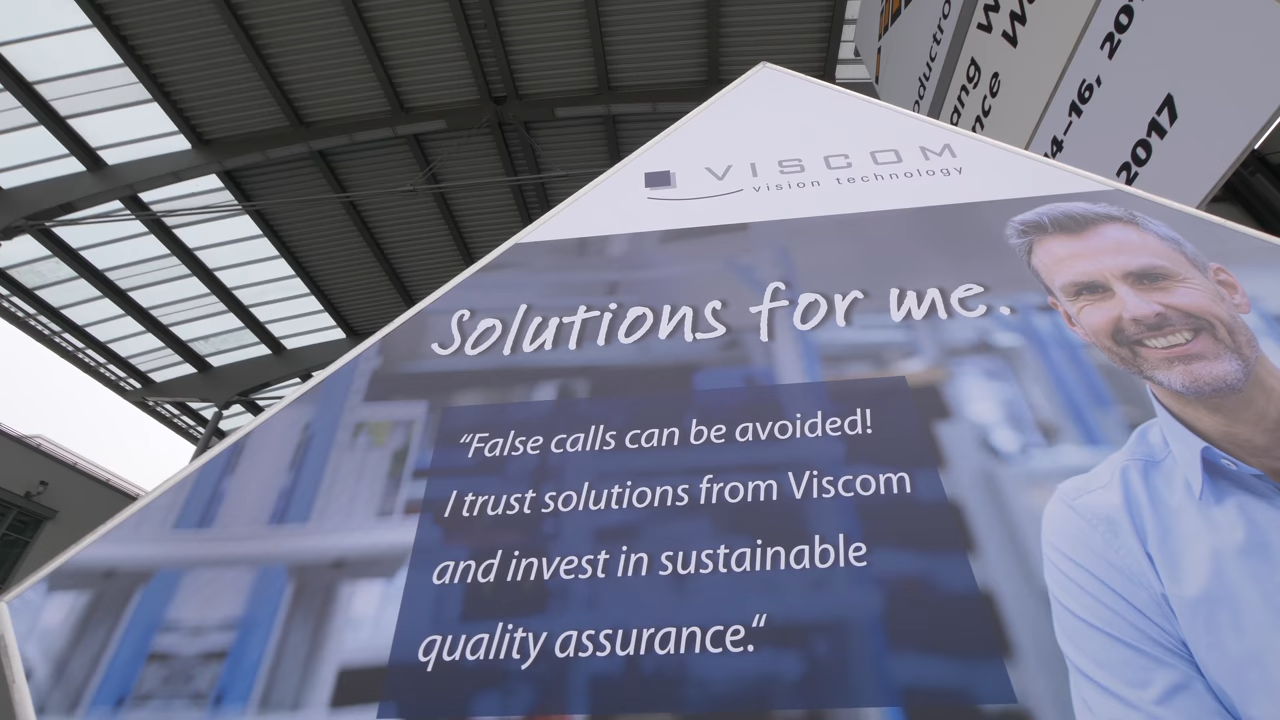 VISCOM
vision technology
Solutions for me.
“False calls can be avoided!
I trust solutions from Viscom
and invest in sustainable
quality assurance.“
2017